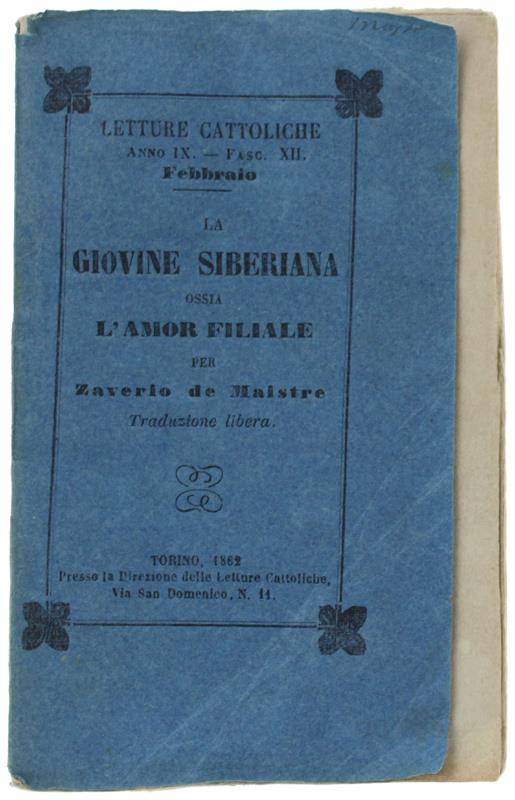 LETTURE CATTOLICHE
ANNO IX. — FASC. XII.
Febbraio
LA
GIOVINE SIBERIANA
OSSIA
L'AMOR FILIALE
PER
Zaverio de Maistre
Traduzione libera.
TORINO, 1862
Presso la Direzione delle Letture Cattoliche,
Via San Domenico, N. 11.